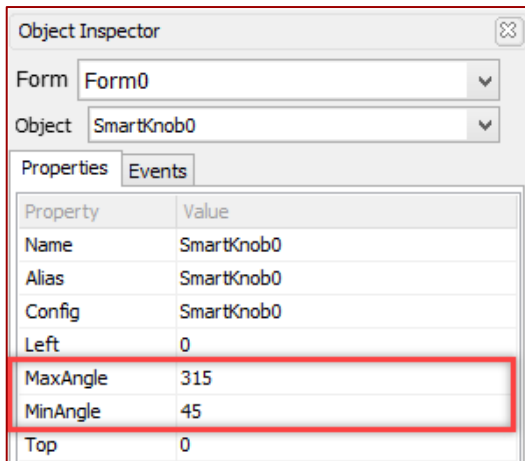 Object Inspector
Form Form0
Object SmartKnob0
Properties Events
Property Value
Name SmartKnob0
Alias SmartKnob0
Config SmartKnob0
Left 0
MaxAngle 315
MinAngle 45
Top 0